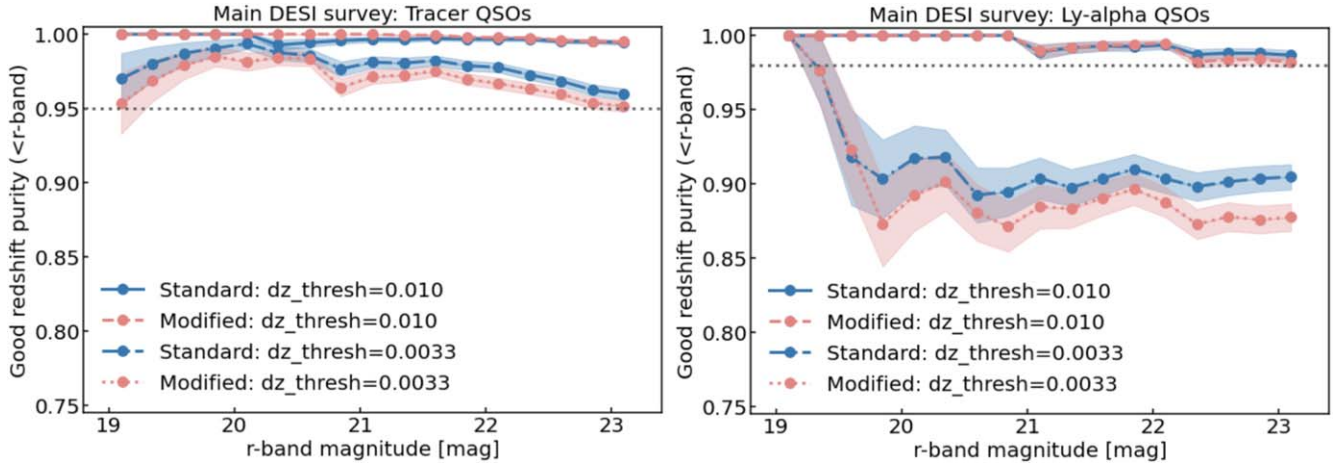 Main DESI survey: Tracer QSOs
Good redshift purity (<r-band)
1.00
0.95
0.90
0.85
0.80
0.75
Standard: dz_thresh=0.010
Modified: dz_thresh=0.010
Standard: dz_thresh=0.0033
Modified: dz_thresh=0.0033
19 20 21 22 23
r-band magnitude [mag]
Main DESI survey: Ly-alpha QSOs
Good redshift purity (<r-band)
1.00
0.95
0.90
0.85
0.80
0.75
Standard: dz_thresh=0.010
Modified: dz_thresh=0.010
Standard: dz_thresh=0.0033
Modified: dz_thresh=0.0033
19 20 21 22 23
r-band magnitude [mag]